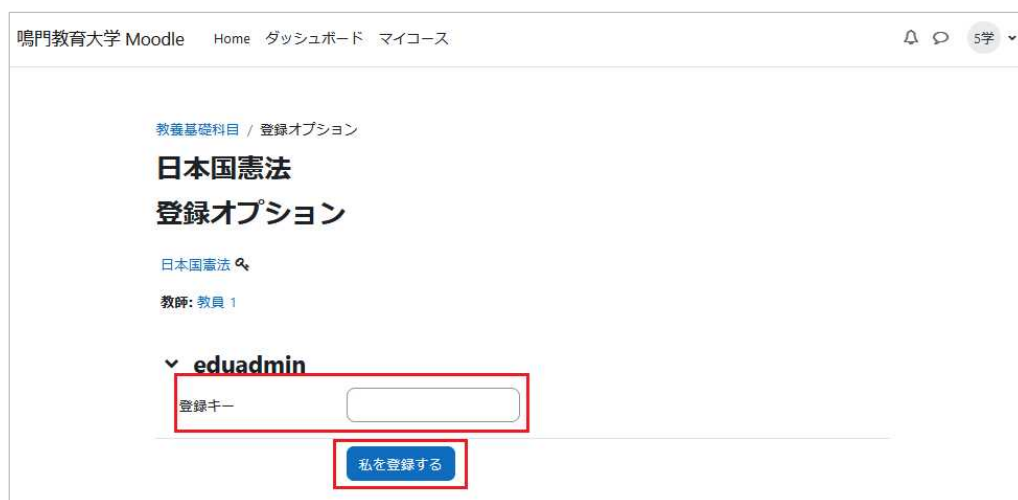 鳴門教育大学 Moodle Home ダッシュボード マイコース 5学
教養基礎科目 / 登録オプション
日本国憲法
登録オプション
日本国憲法
教師: 教員 1
eduadmin
登録キー
私を登録する